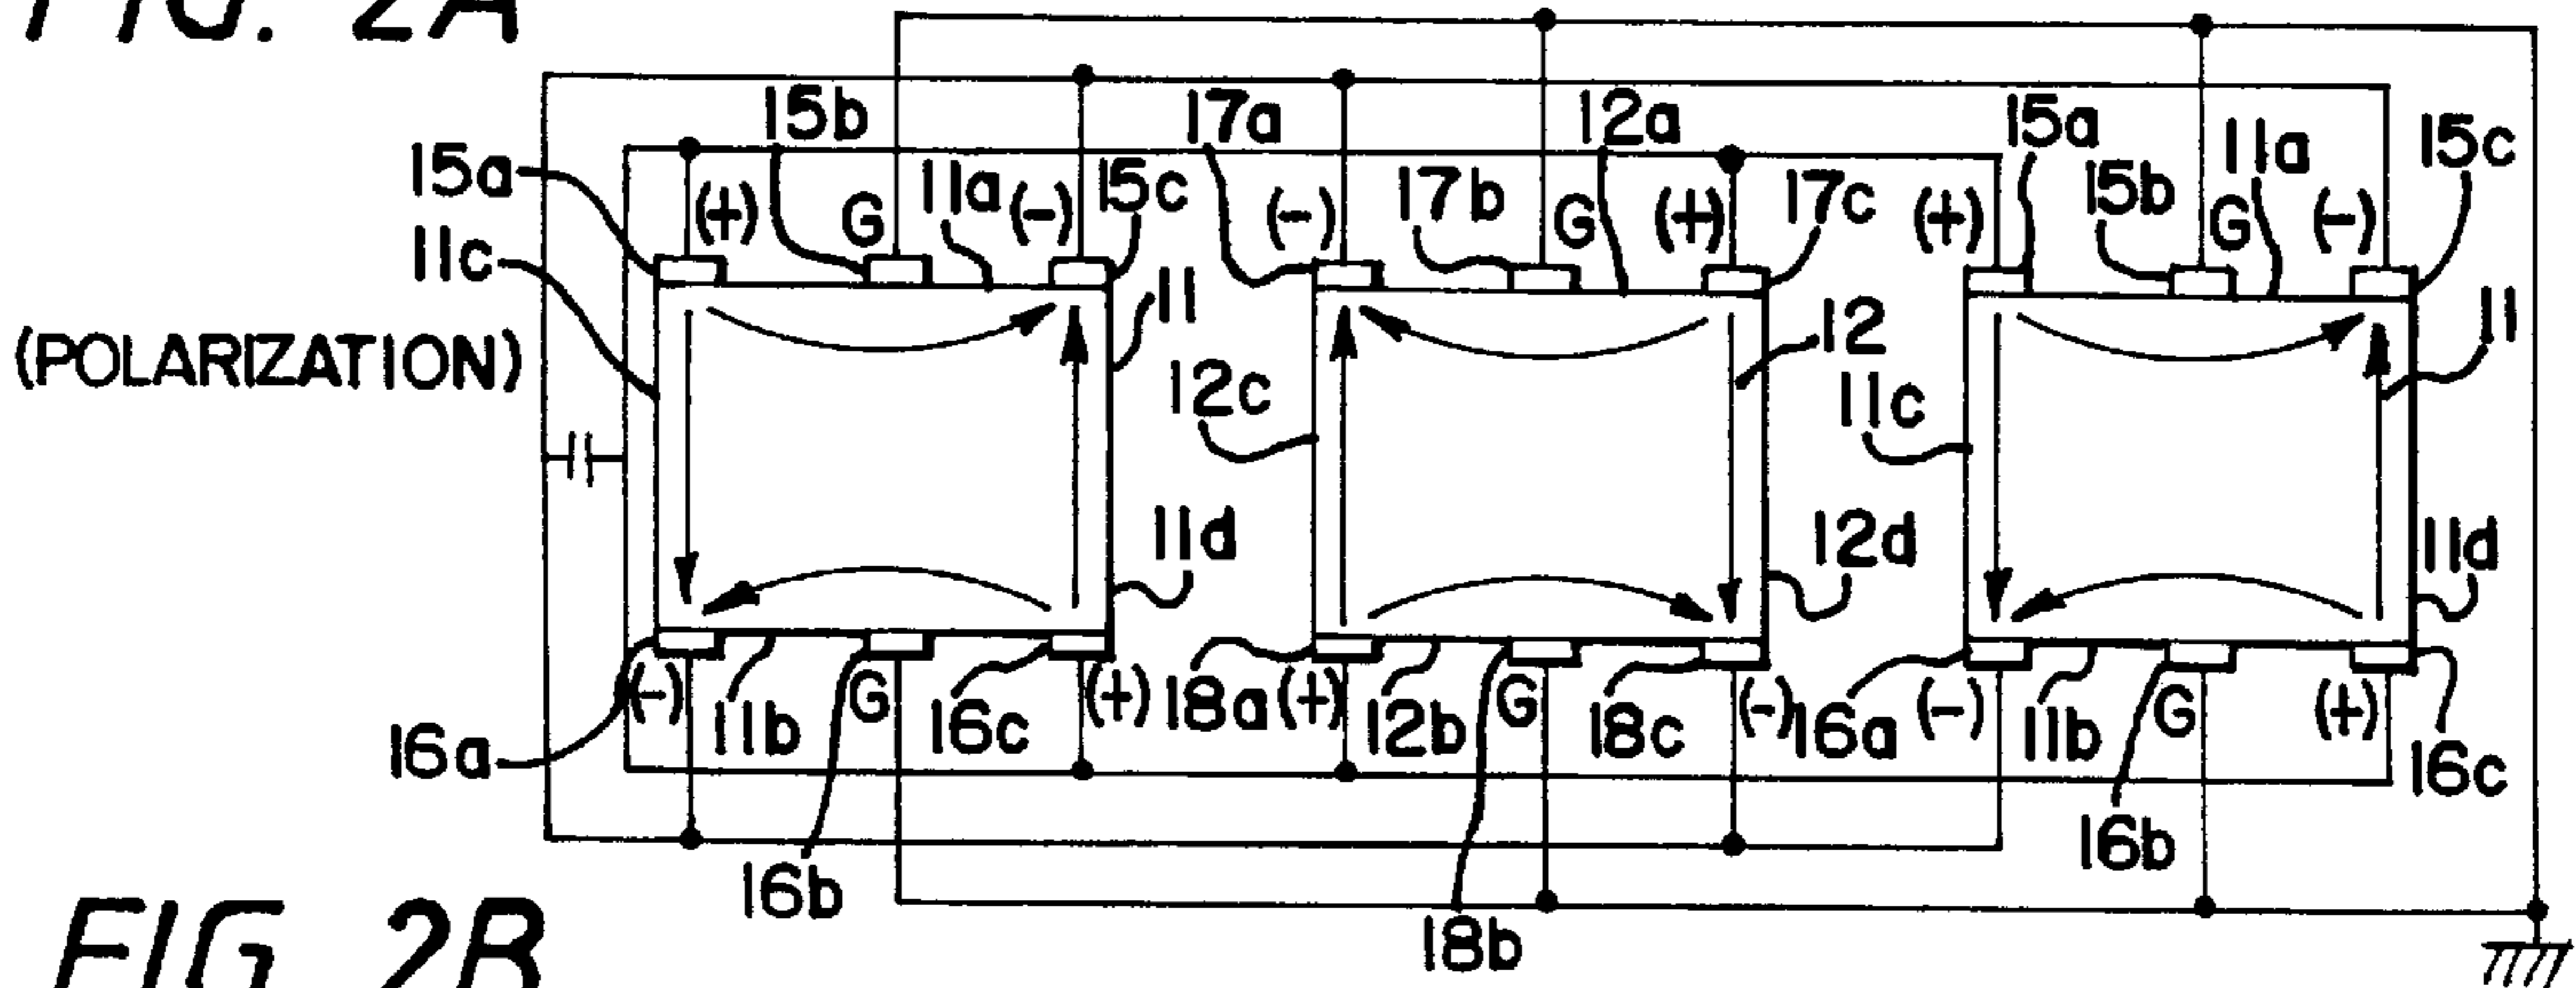 FIG. 2A
15b 17a 12a 15a 11a 15c
15a (+) G 11a (-) 15c (-) 17b G (+) 17c (+) 15b G (-)
11c 11 12 11
(POLARIZATION) 12c 11c
11d 12d 11d
(-) 11b G 16c (+) 18a (+) 12b G 18c (-) 16a (-) 11b G (+)
16a 16c
16b 18b 16b
FIG. 2B